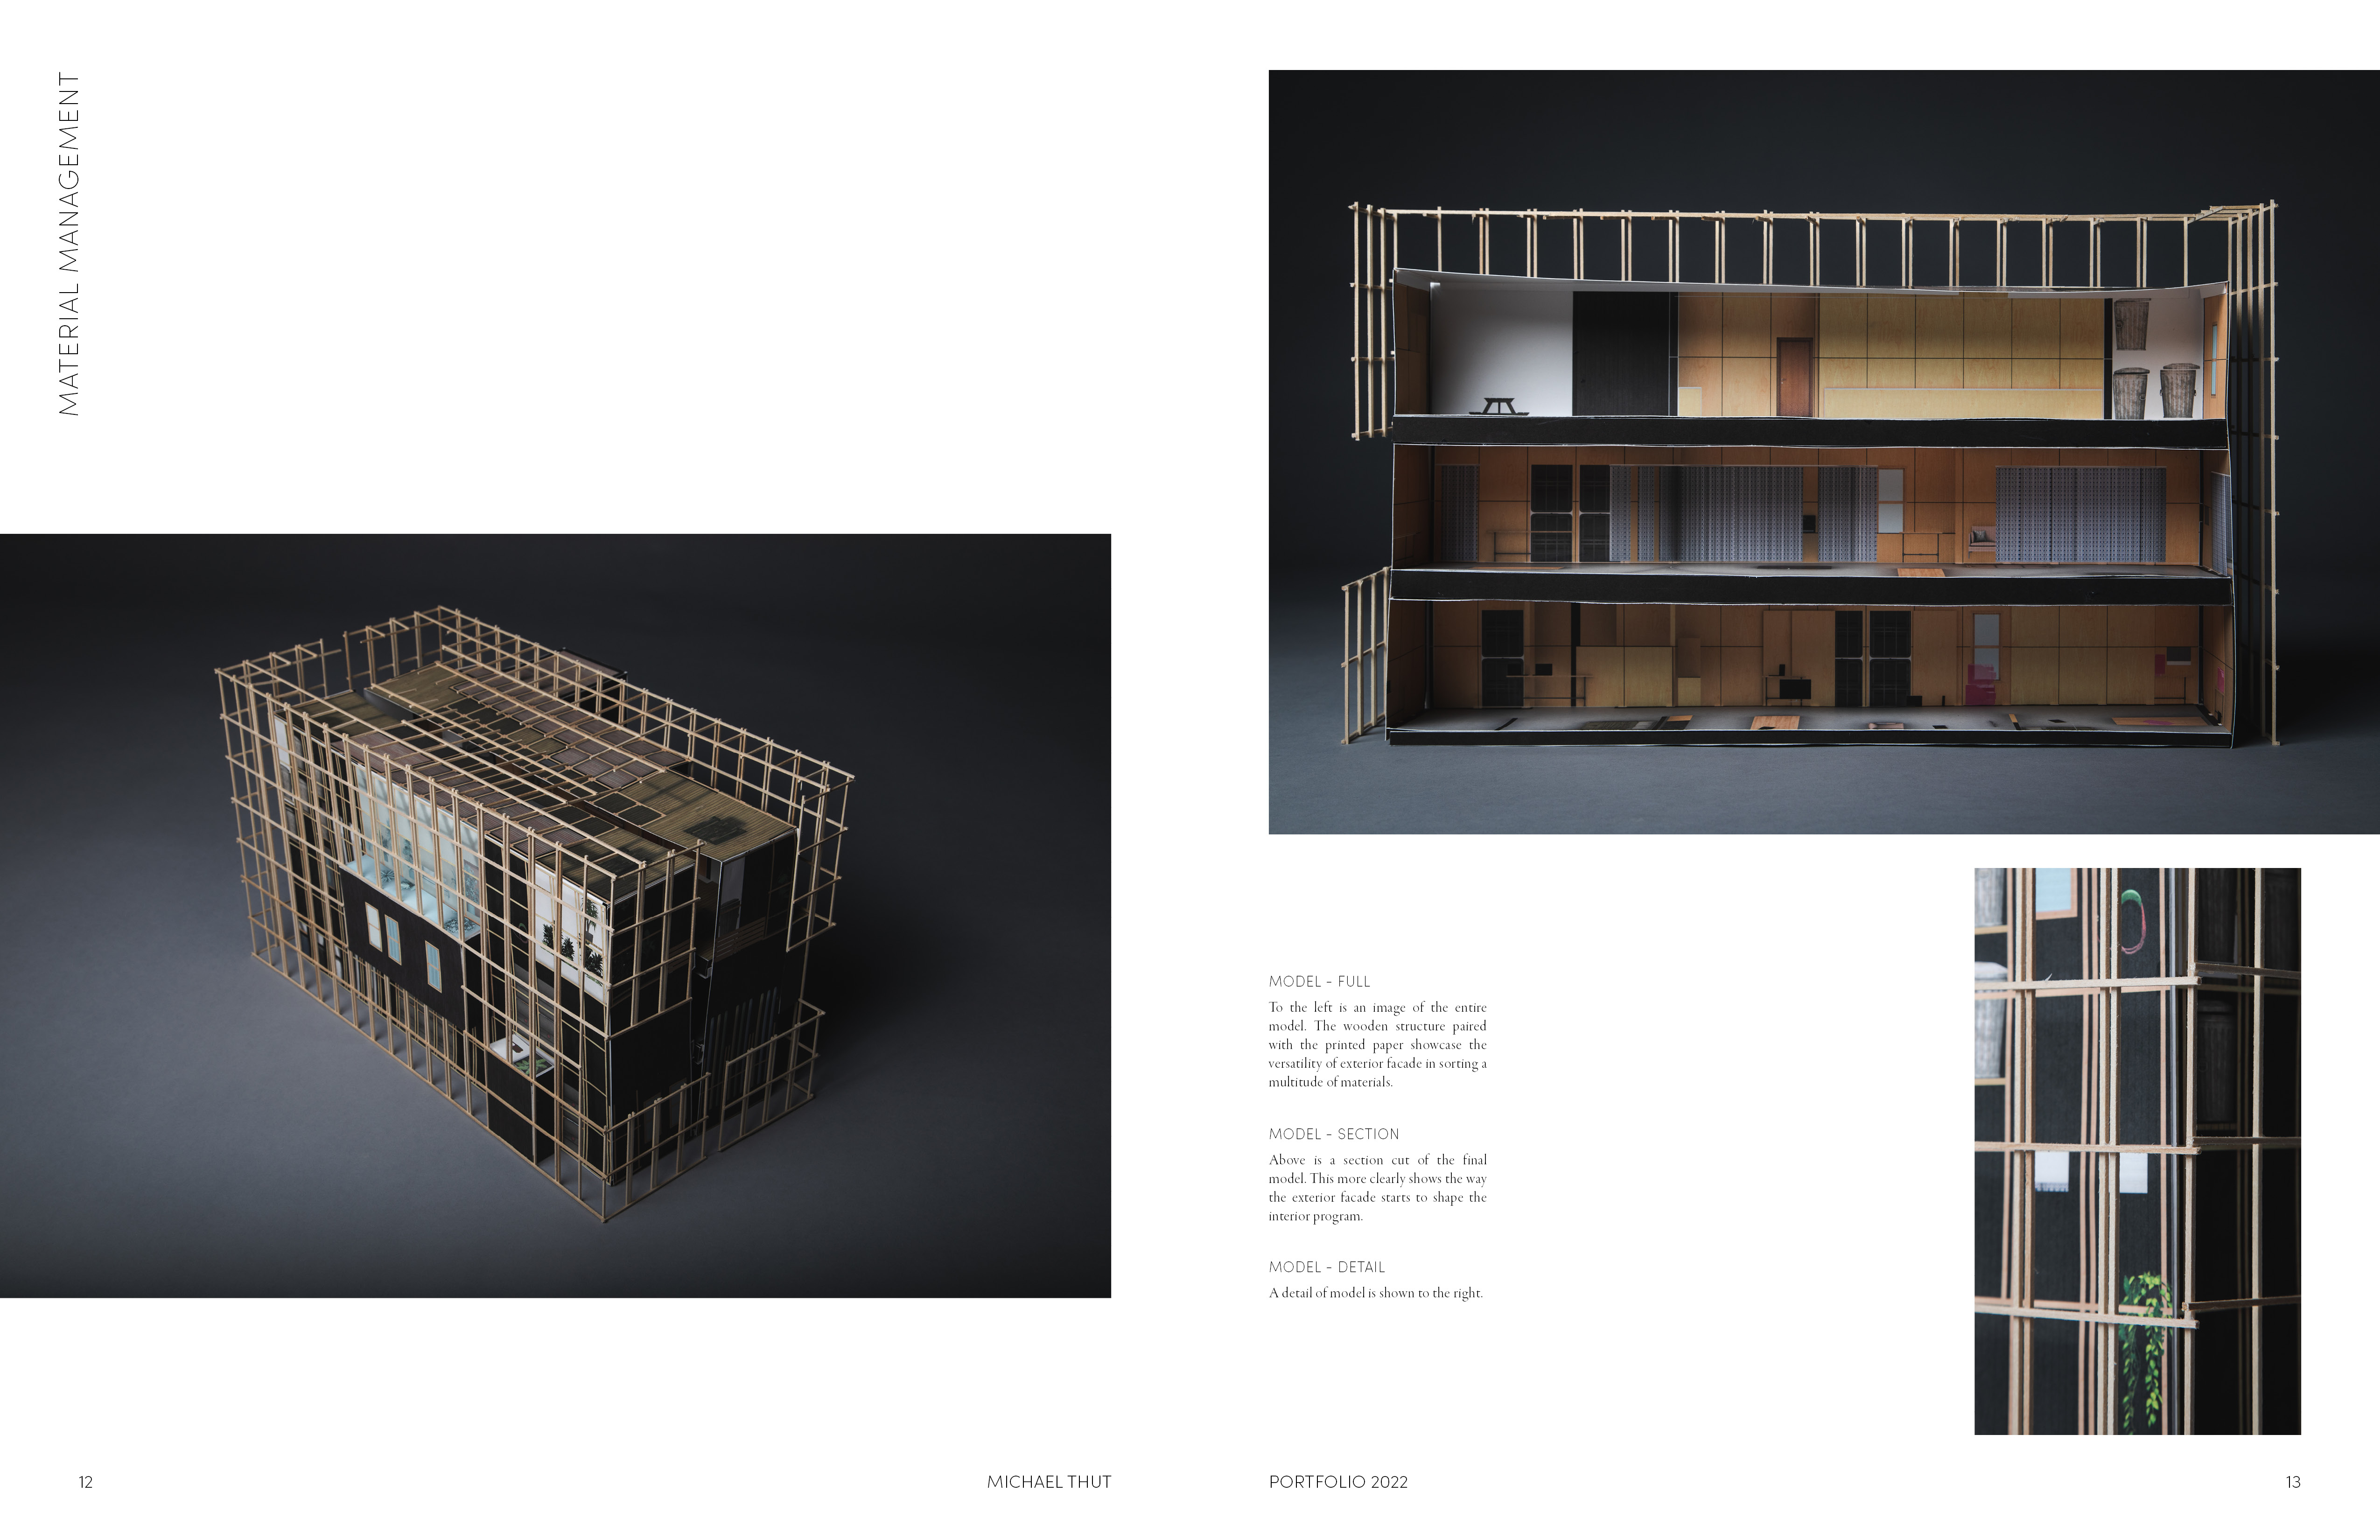 MATERIAL MANAGEMENT
MODEL - FULL
To the left is an image of the entire
model. The wooden structure paired
with the printed paper showcase the
versatility of exterior facade in sorting a
multitude of materials.
MODEL - SECTION
Above is a section cut of the final
model. This more clearly shows the way
the exterior facade starts to shape the
interior program.
MODEL - DETAIL
A detail of model is shown to the right.
12
MICHAEL THUT
PORTFOLIO 2022
13